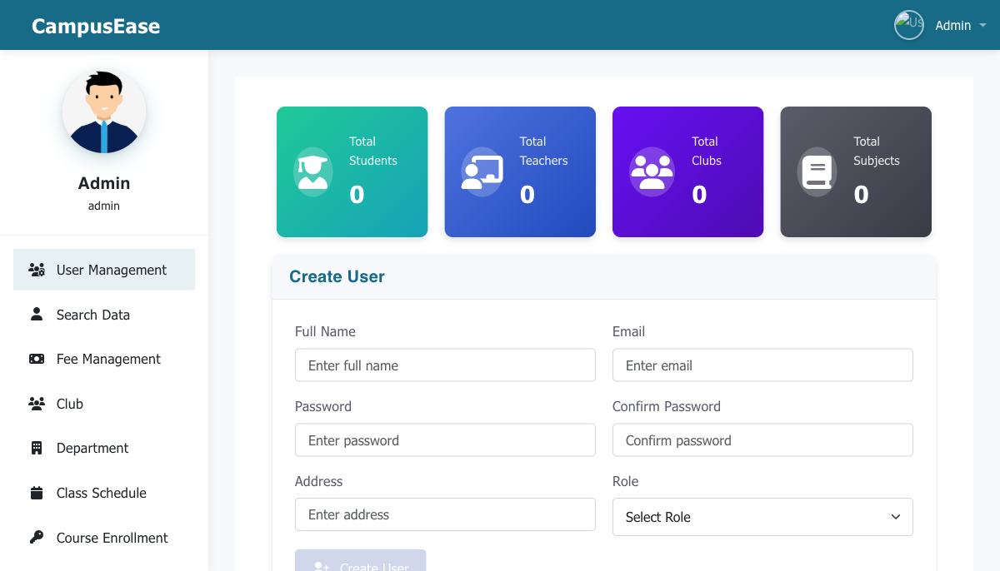 CampusEase
Us
Admin
Admin
admin
User Management
Search Data
Fee Management
Club
Department
Class Schedule
Course Enrollment
Total
Students
0
Total
Teachers
0
Total
Clubs
0
Total
Subjects
0
Create User
Full Name
Email
Enter full name
Enter email
Password
Confirm Password
Enter password
Confirm password
Address
Role
Enter address
Select Role
Create User